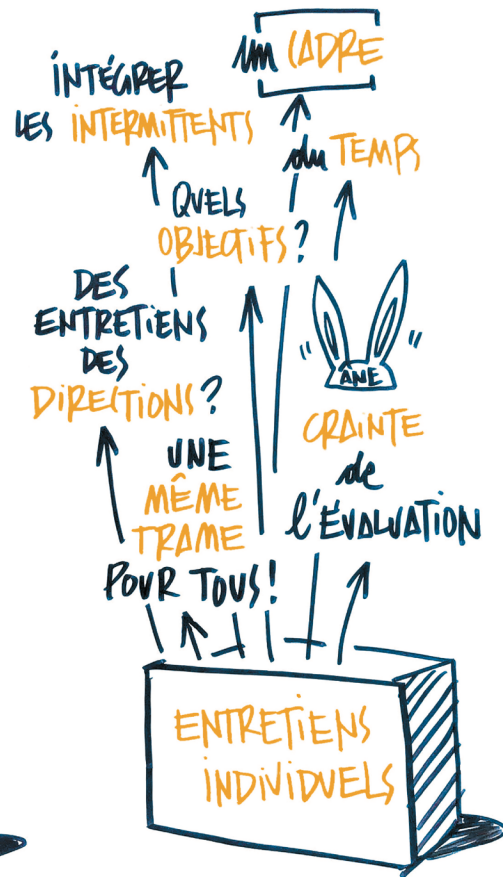 un CADRE
INTÉGRER
LES INTERMITTENTS
du TEMPS
QUELS
OBJECTIFS?
DES
ENTRETIENS
DES
DIRECTIONS?
ÂNE
CRAINTE
de
l'ÉVALUATION
UNE
MÊME
TRAME
POUR TOUS!
ENTRETIENS
INDIVIDUELS